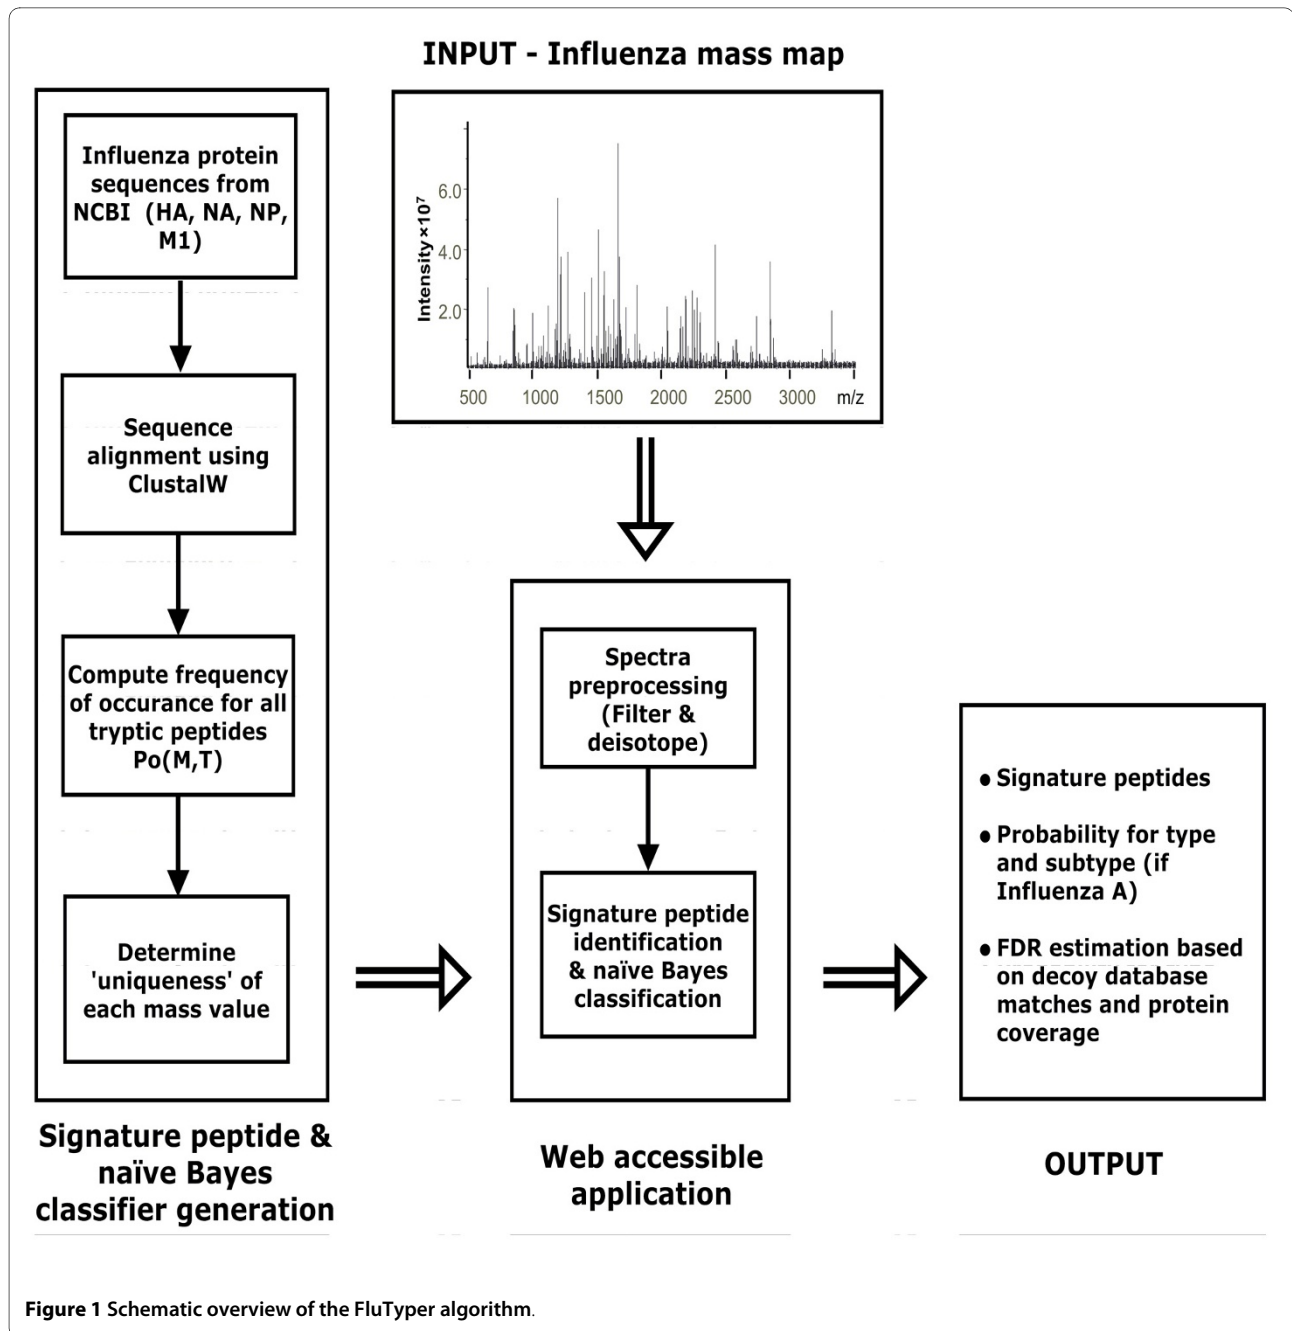 INPUT - Influenza mass map
Influenza protein
sequences from
NCBI (HA, NA, NP,
M1)
Sequence
alignment using
ClustalW
Compute frequency
of occurance for all
tryptic peptides
Po(M,T)
Determine
'uniqueness' of
each mass value
Signature peptide &
naïve Bayes
classifier generation
Intensity×10⁷
6.0
4.0
2.0
500 1000 1500 2000 2500 3000 m/z
Spectra
preprocessing
(Filter &
deisotope)
Signature peptide
identification
& naïve Bayes
classification
Web accessible
application
• Signature peptides
• Probability for type
and subtype (if
Influenza A)
• FDR estimation based
on decoy database
matches and protein
coverage
OUTPUT
Figure 1 Schematic overview of the FluTyper algorithm.